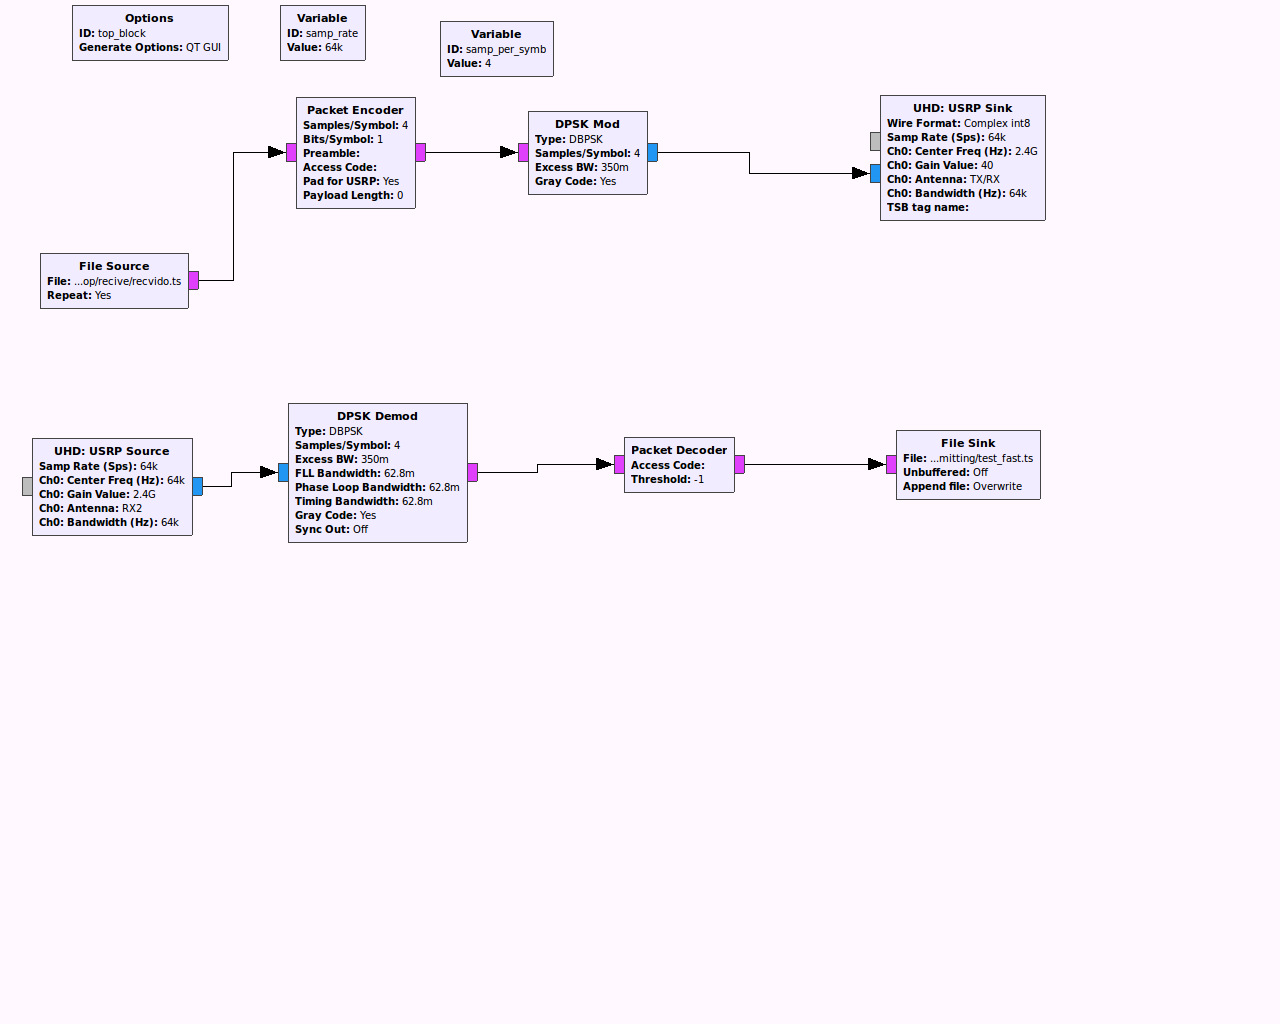 Options
ID: top_block
Generate Options: QT GUI
Variable
ID: samp_rate
Value: 64k
Variable
ID: samp_per_symb
Value: 4
Packet Encoder
Samples/Symbol: 4
Bits/Symbol: 1
Preamble:
Access Code:
Pad for USRP: Yes
Payload Length: 0
DPSK Mod
Type: DBPSK
Samples/Symbol: 4
Excess BW: 350m
Gray Code: Yes
UHD: USRP Sink
Wire Format: Complex int8
Samp Rate (Sps): 64k
Ch0: Center Freq (Hz): 2.4G
Ch0: Gain Value: 40
Ch0: Antenna: TX/RX
Ch0: Bandwidth (Hz): 64k
TSB tag name:
File Source
File: ...op/recive/recvido.ts
Repeat: Yes
UHD: USRP Source
Samp Rate (Sps): 64k
Ch0: Center Freq (Hz): 64k
Ch0: Gain Value: 2.4G
Ch0: Antenna: RX2
Ch0: Bandwidth (Hz): 64k
DPSK Demod
Type: DBPSK
Samples/Symbol: 4
Excess BW: 350m
FLL Bandwidth: 62.8m
Phase Loop Bandwidth: 62.8m
Timing Bandwidth: 62.8m
Gray Code: Yes
Sync Out: Off
Packet Decoder
Access Code:
Threshold: -1
File Sink
File: ...mitting/test_fast.ts
Unbuffered: Off
Append file: Overwrite